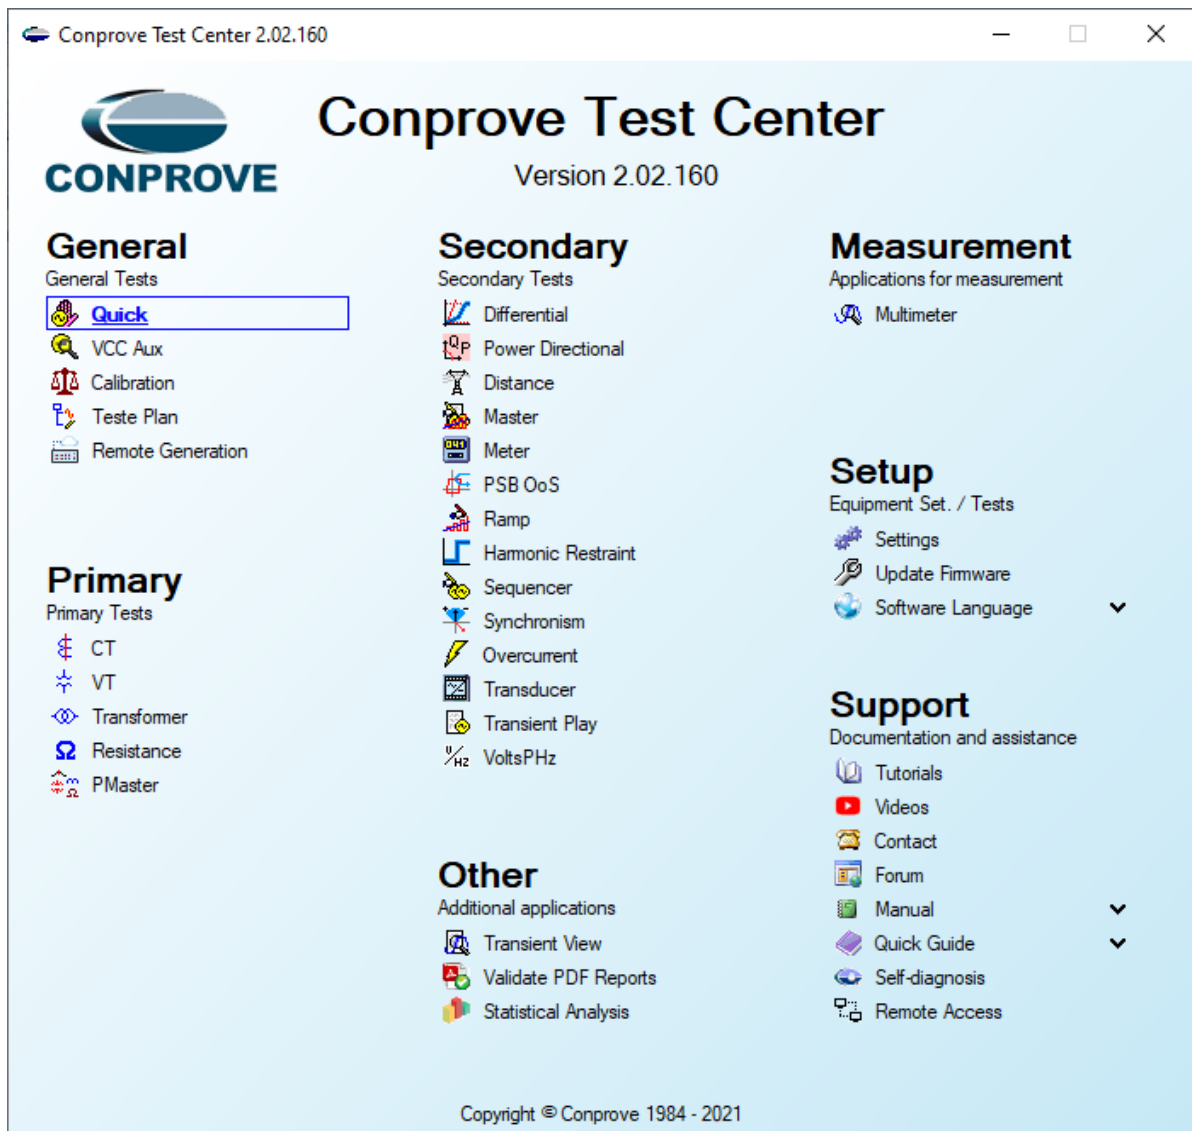 Conprove Test Center 2.02.160
CONPROVE
Conprove Test Center
Version 2.02.160
General
General Tests
Quick
VCC Aux
Calibration
Teste Plan
Remote Generation
Primary
Primary Tests
CT
VT
Transformer
Resistance
PMaster
Secondary
Secondary Tests
Differential
Power Directional
Distance
Master
Meter
PSB OoS
Ramp
Harmonic Restraint
Sequencer
Synchronism
Overcurrent
Transducer
Transient Play
VoltsPHz
Other
Additional applications
Transient View
Validate PDF Reports
Statistical Analysis
Measurement
Applications for measurement
Multimeter
Setup
Equipment Set. / Tests
Settings
Update Firmware
Software Language
Support
Documentation and assistance
Tutorials
Videos
Contact
Forum
Manual
Quick Guide
Self-diagnosis
Remote Access
Copyright © Conprove 1984 - 2021